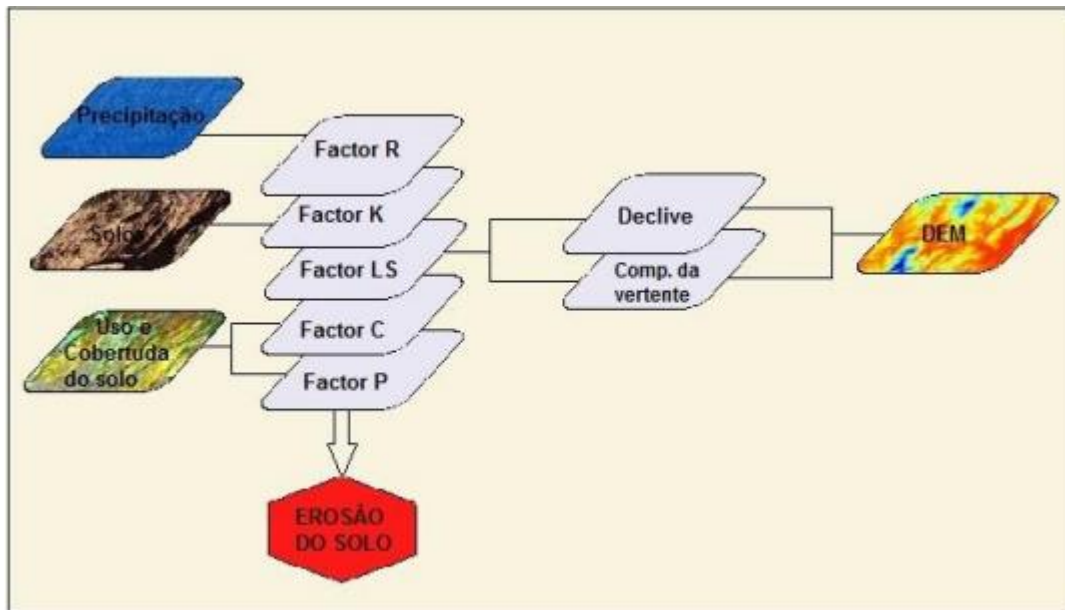 Precipitação
Factor R
Solos
Factor K
Factor LS
Declive
Comp. da
vertente
DEM
Uso e
Cobertuda
do solo
Factor C
Factor P
EROSÃO
DO SOLO